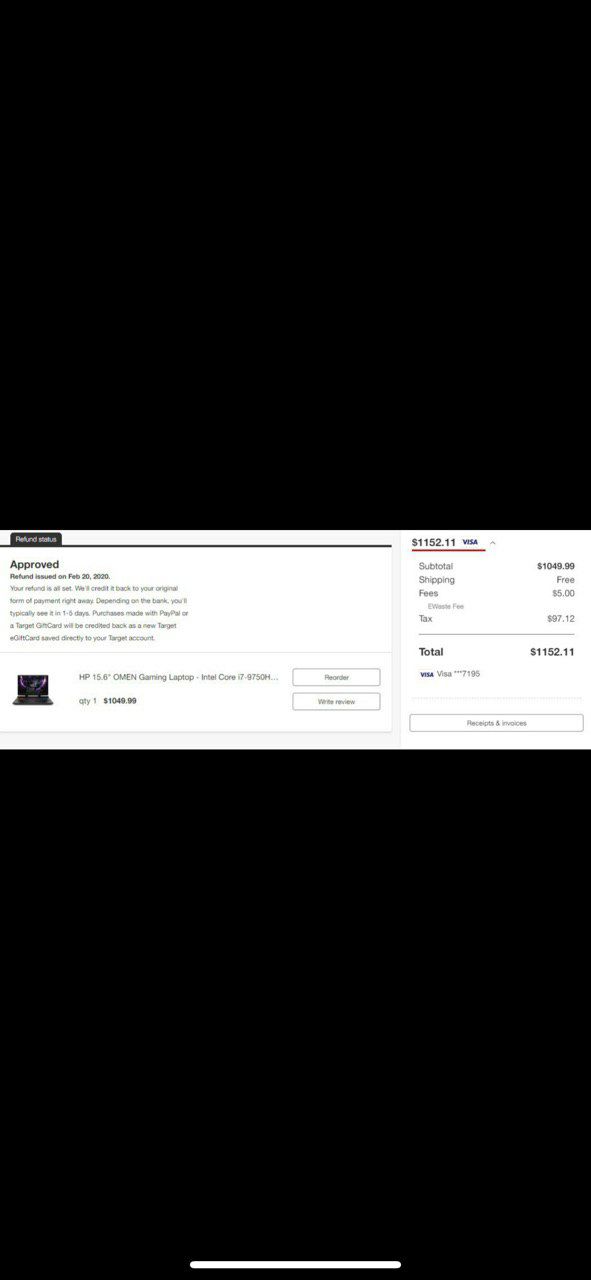 Refund status
Approved
Refund issued on Feb 20, 2020.
Your refund is all set. We'll credit it back to your original
form of payment right away. Depending on the bank, you'll
typically see it in 1-5 days. Purchases made with PayPal or
a Target GiftCard will be credited back as a new Target
eGiftCard saved directly to your Target account.
HP 15.6" OMEN Gaming Laptop - Intel Core i7-9750H...
qty 1 $1049.99
Reorder
Write review
$1152.11 VISA
Subtotal $1049.99
Shipping Free
Fees $5.00
EWaste Fee
Tax $97.12
Total $1152.11
VISA Visa ***7195
Receipts & invoices